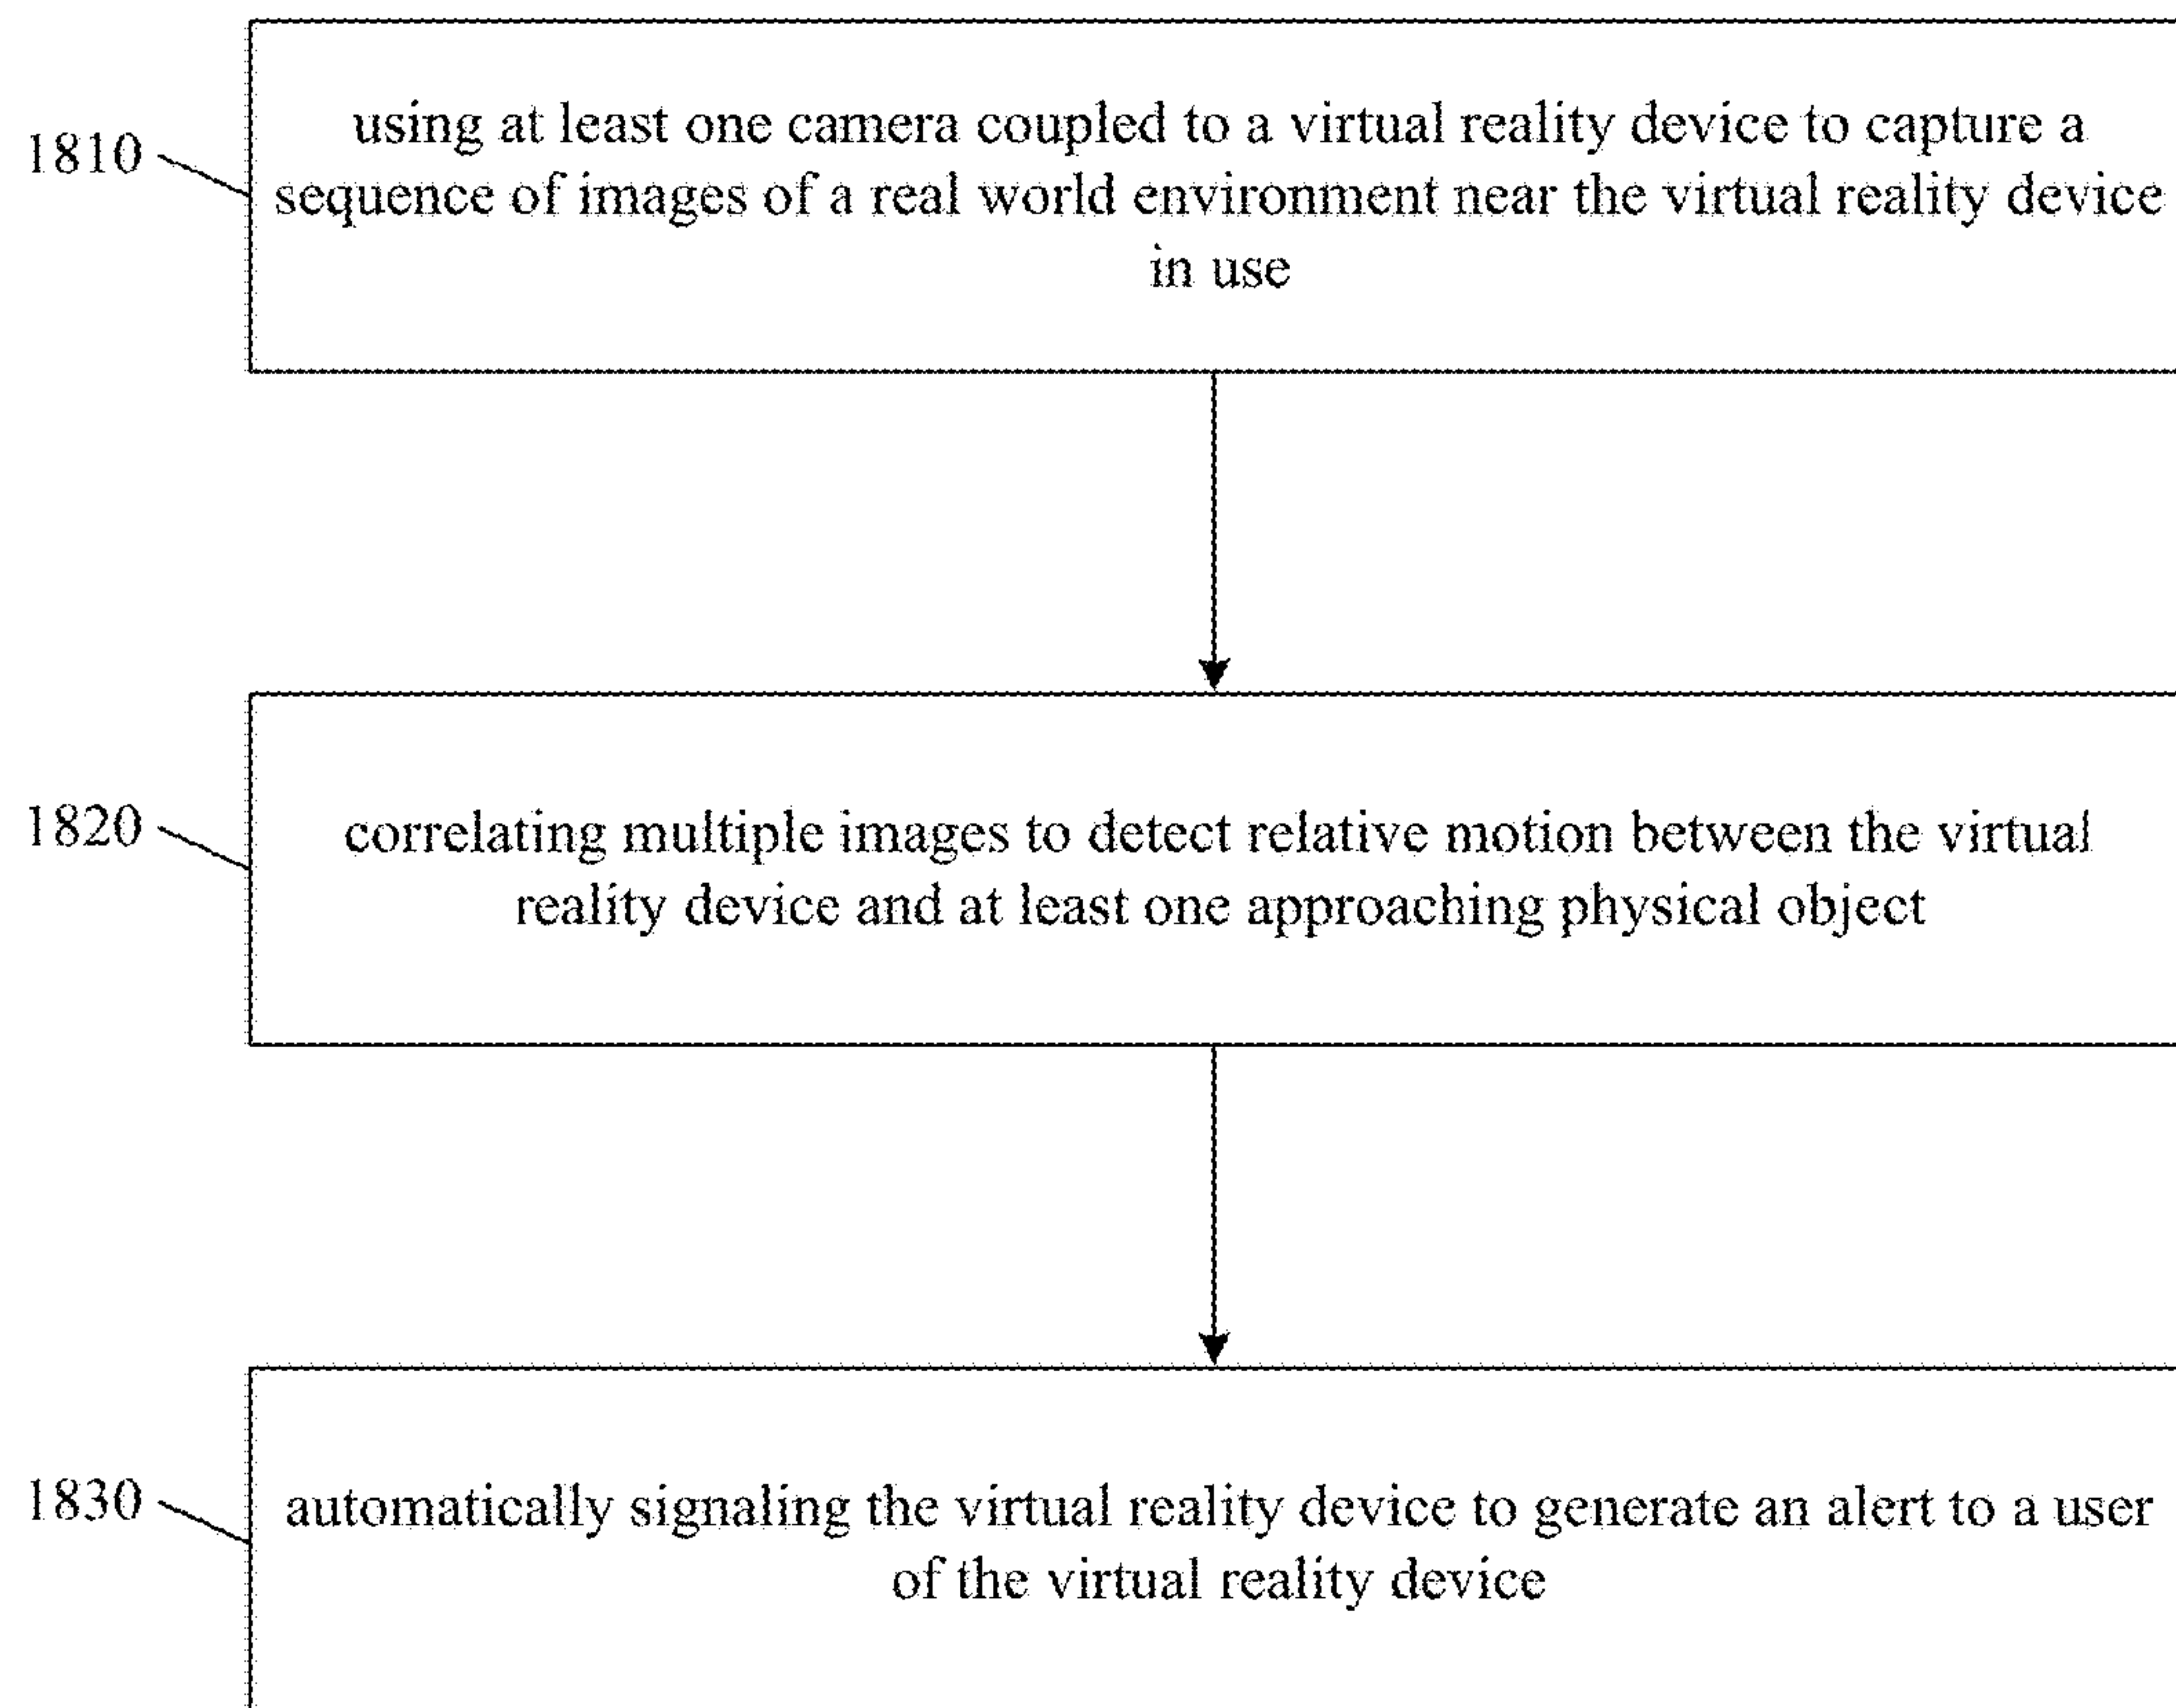 1810
using at least one camera coupled to a virtual reality device to capture a
sequence of images of a real world environment near the virtual reality device
in use
1820
correlating multiple images to detect relative motion between the virtual
reality device and at least one approaching physical object
1830
automatically signaling the virtual reality device to generate an alert to a user
of the virtual reality device